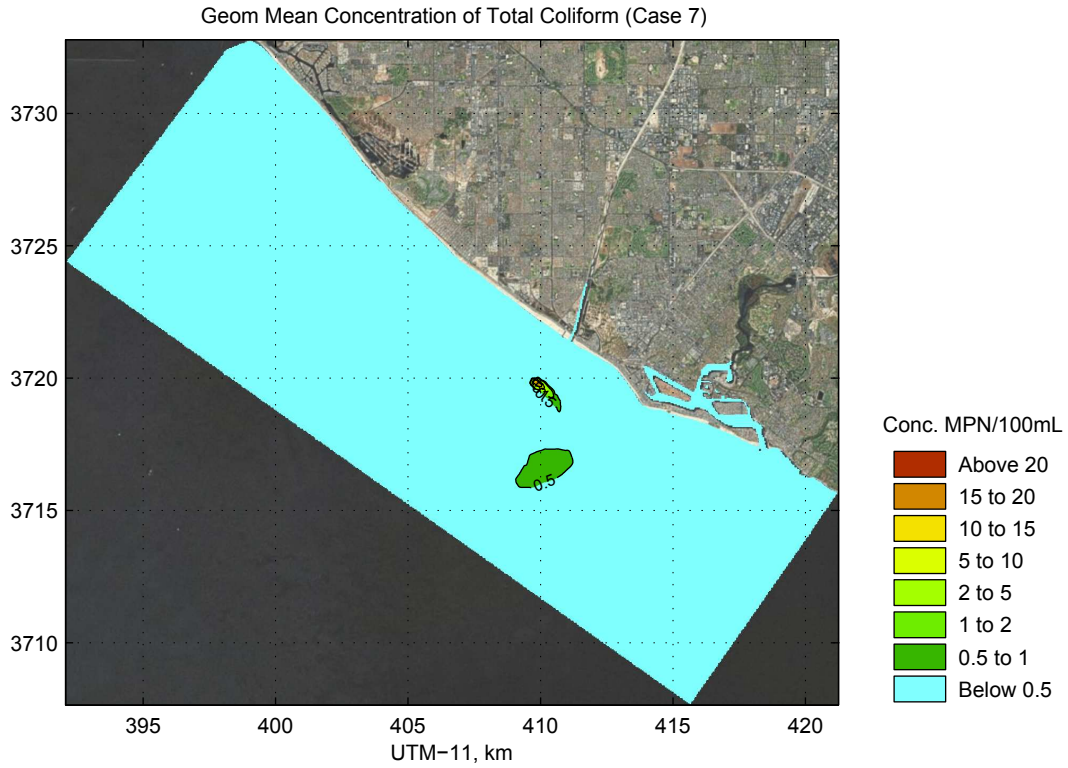 Geom Mean Concentration of Total Coliform (Case 7)
3730
3725
3720
3715
3710
0.5
395
400
405
410
415
420
UTM−11, km
Conc. MPN/100mL
Above 20
15 to 20
10 to 15
5 to 10
2 to 5
1 to 2
0.5 to 1
Below 0.5